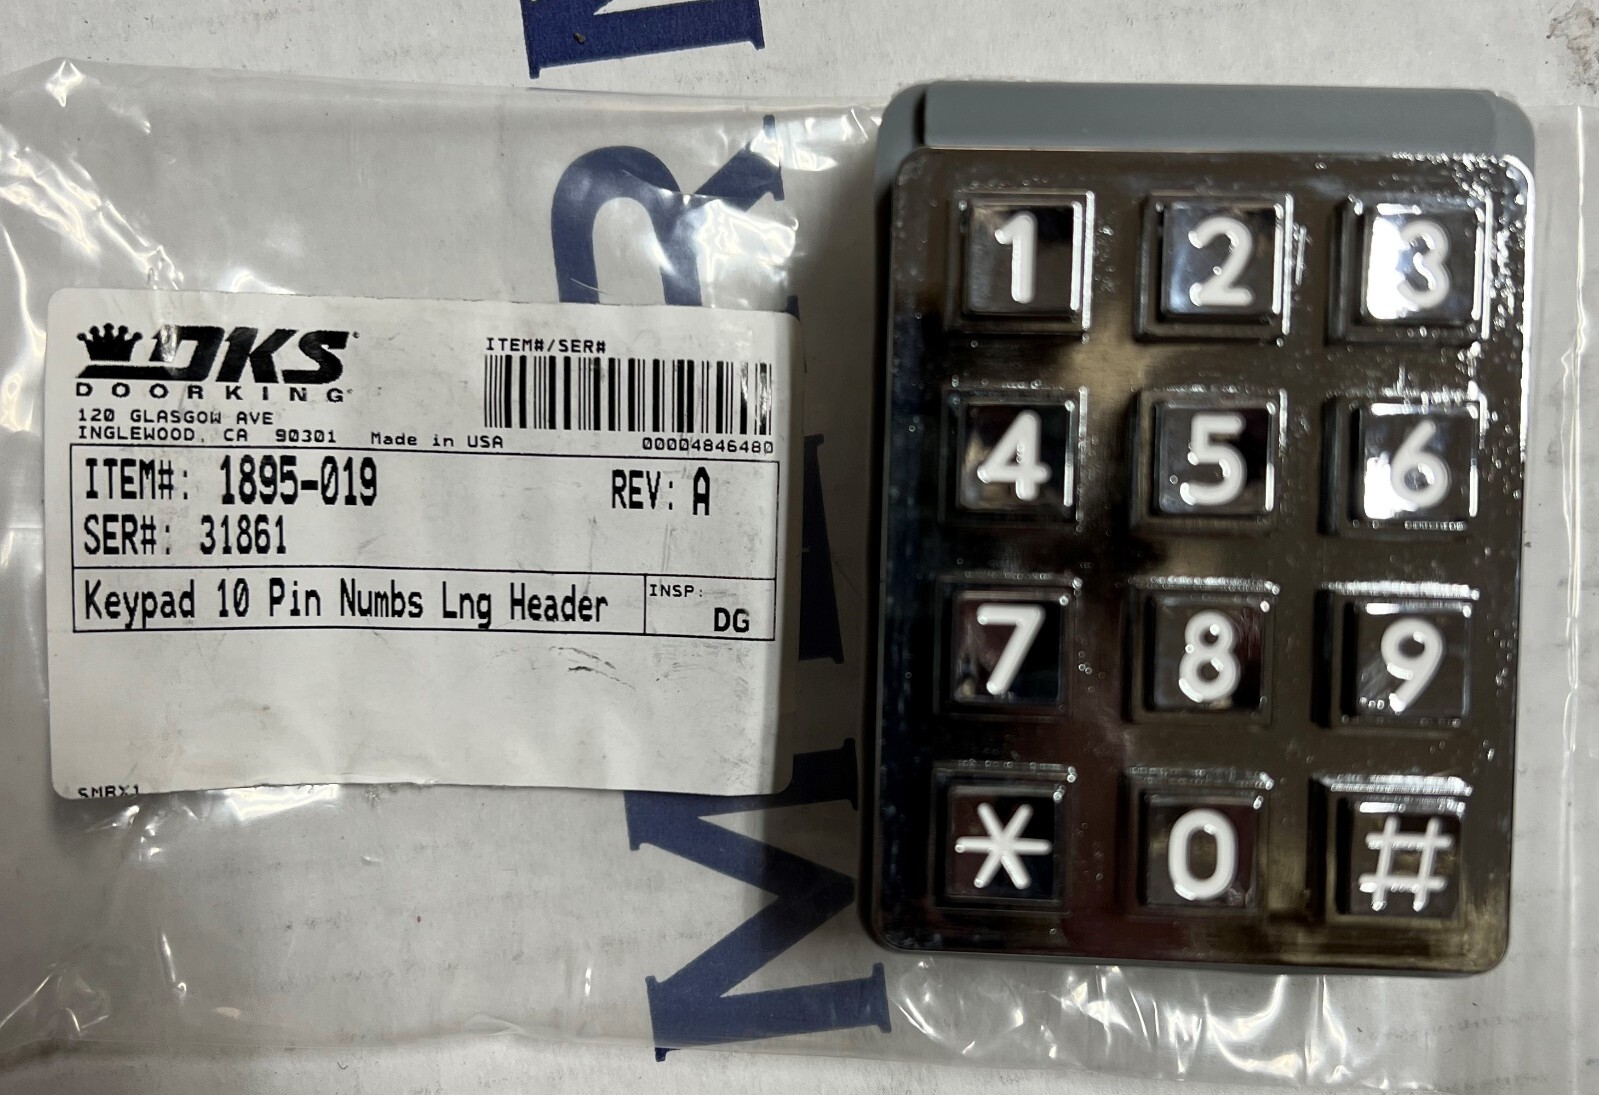 DKS
DOORKING
120 GLASGOW AVE
INGLEWOOD, CA 90301 Made in USA
ITEM#/SER#
00004846480
ITEM#: 1895-019 REV: A
SER#: 31861
Keypad 10 Pin Numbs Lng Header
INSP:
DG
SMRX1
1 2 3
4 5 6
7 8 9
* 0 #